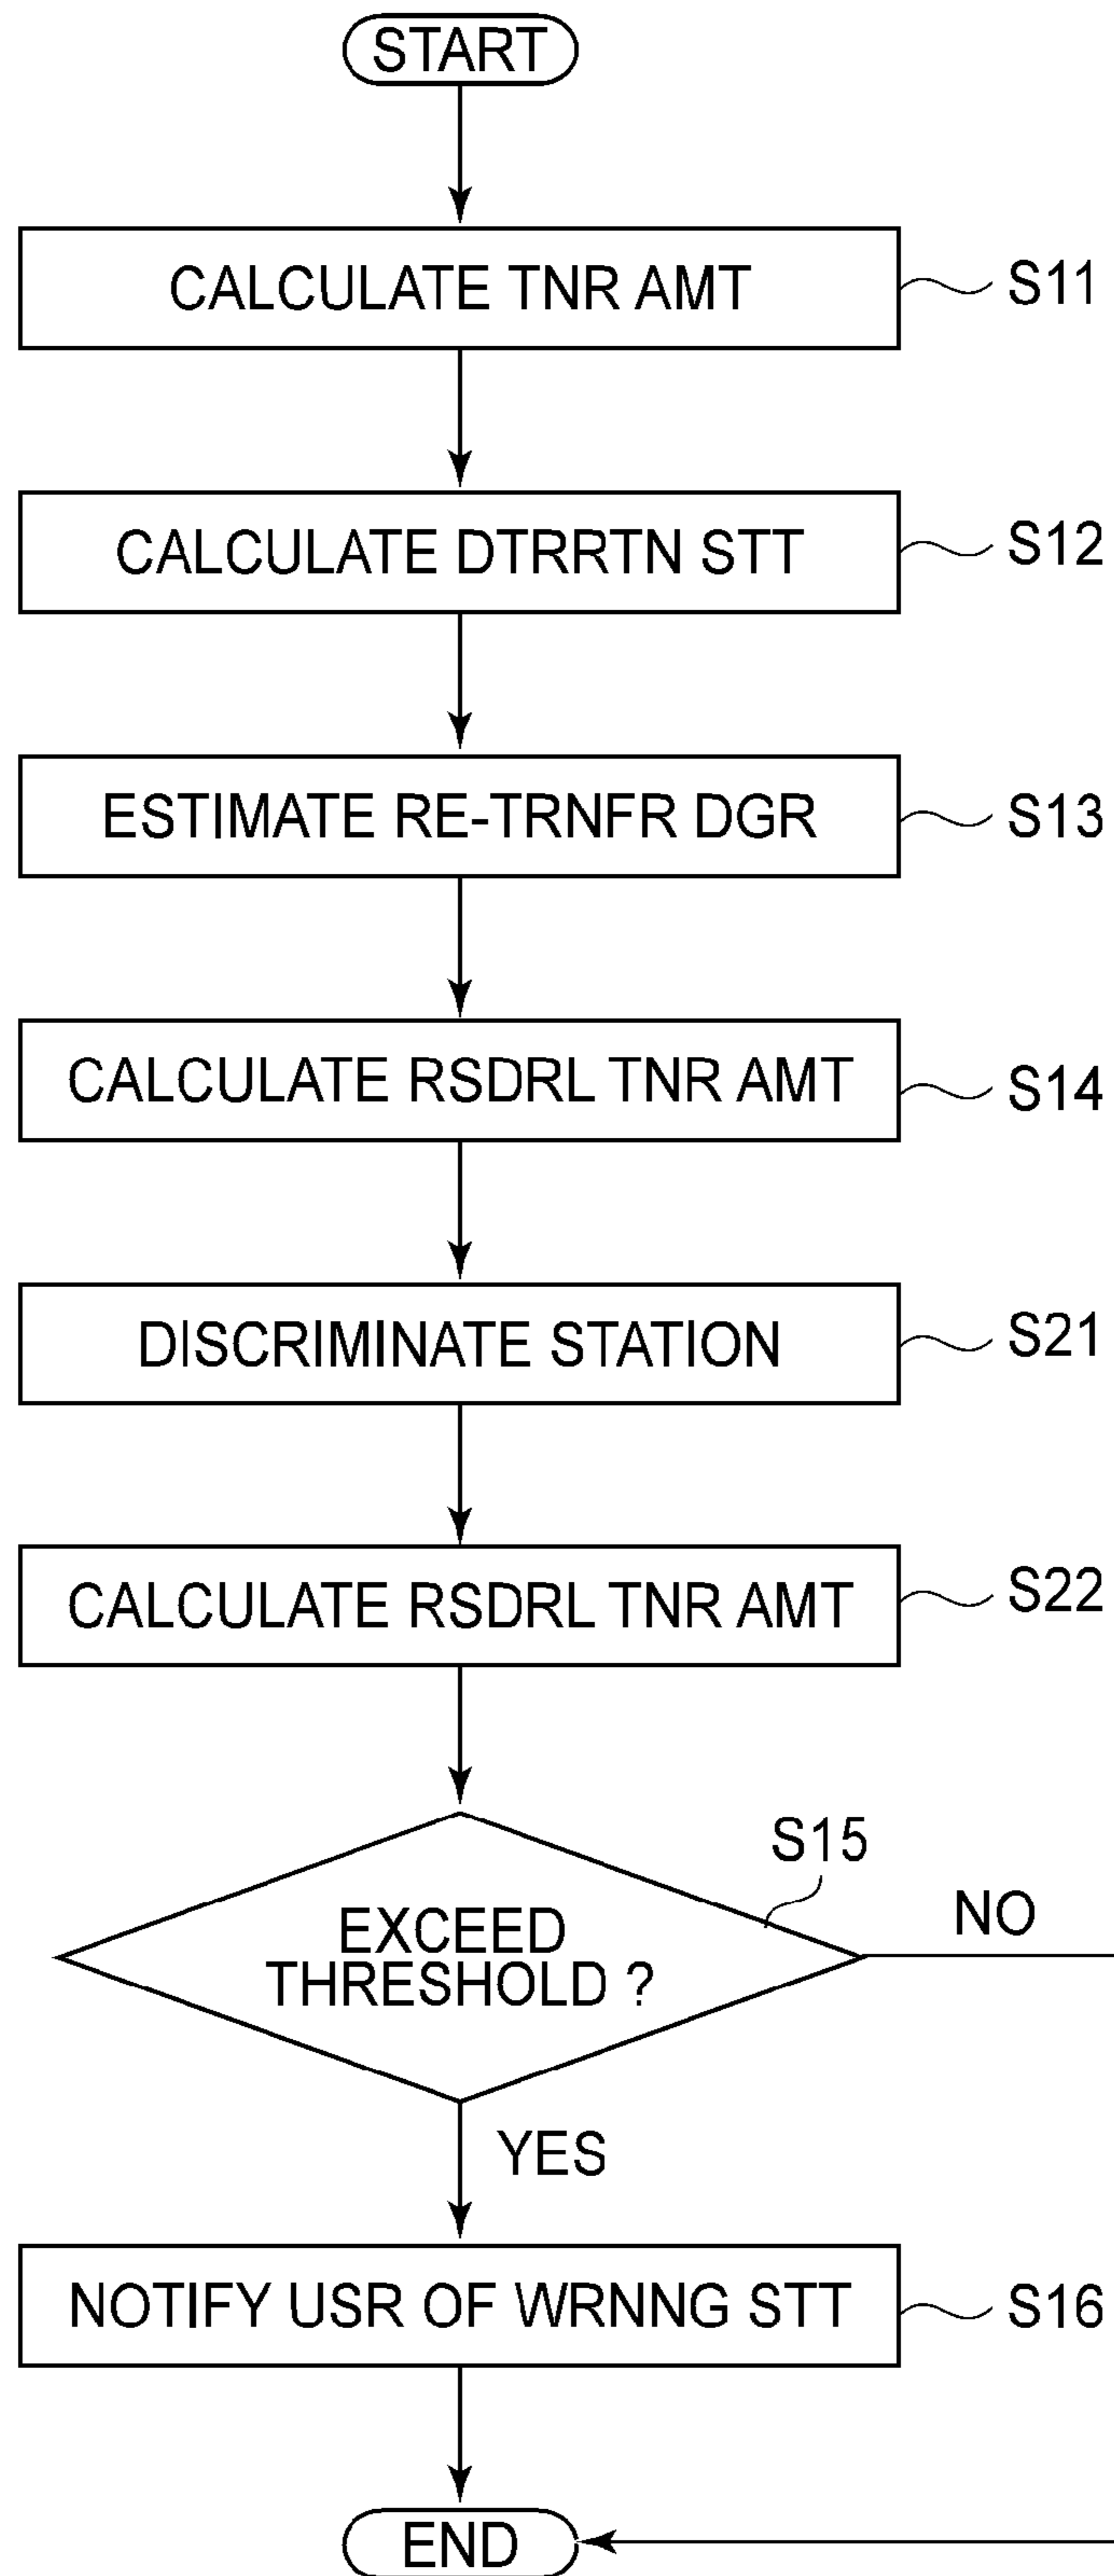 START
CALCULATE TNR AMT
S11
CALCULATE DTRRTN STT
S12
ESTIMATE RE-TRNFR DGR
S13
CALCULATE RSDRL TNR AMT
S14
DISCRIMINATE STATION
S21
CALCULATE RSDRL TNR AMT
S22
S15
EXCEED
THRESHOLD ?
NO
YES
NOTIFY USR OF WRNNG STT
S16
END